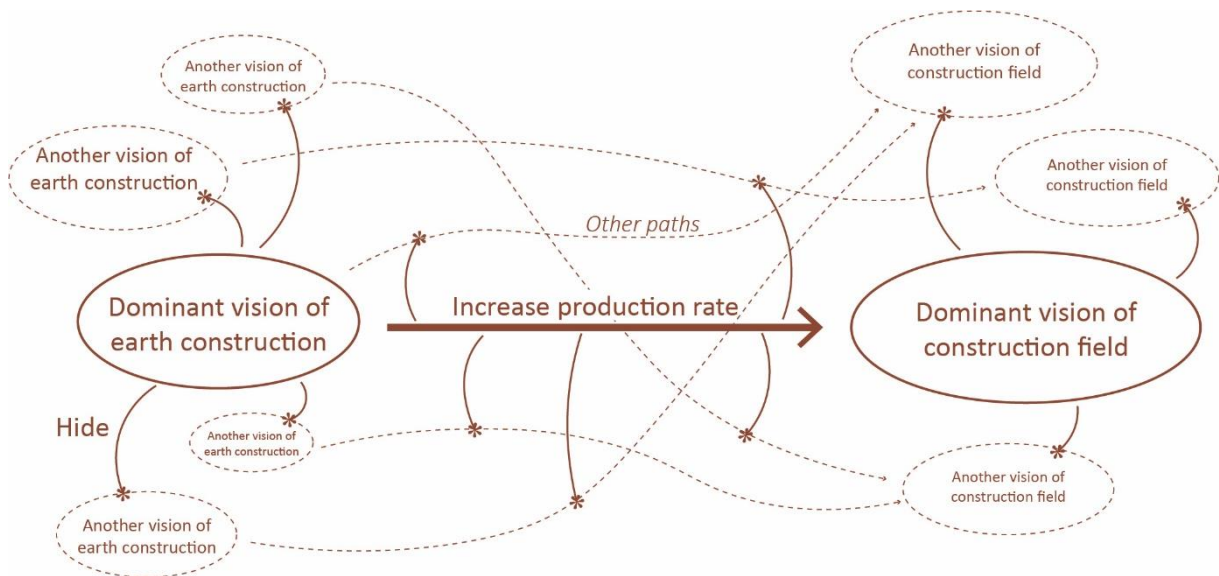 Another vision of
earth construction
Another vision of
construction field
Another vision of
earth construction
Another vision of
construction field
Other paths
Dominant vision of
earth construction
Increase production rate
Dominant vision of
construction field
Hide
Another vision of
earth construction
Another vision of
construction field
Another vision of
earth construction